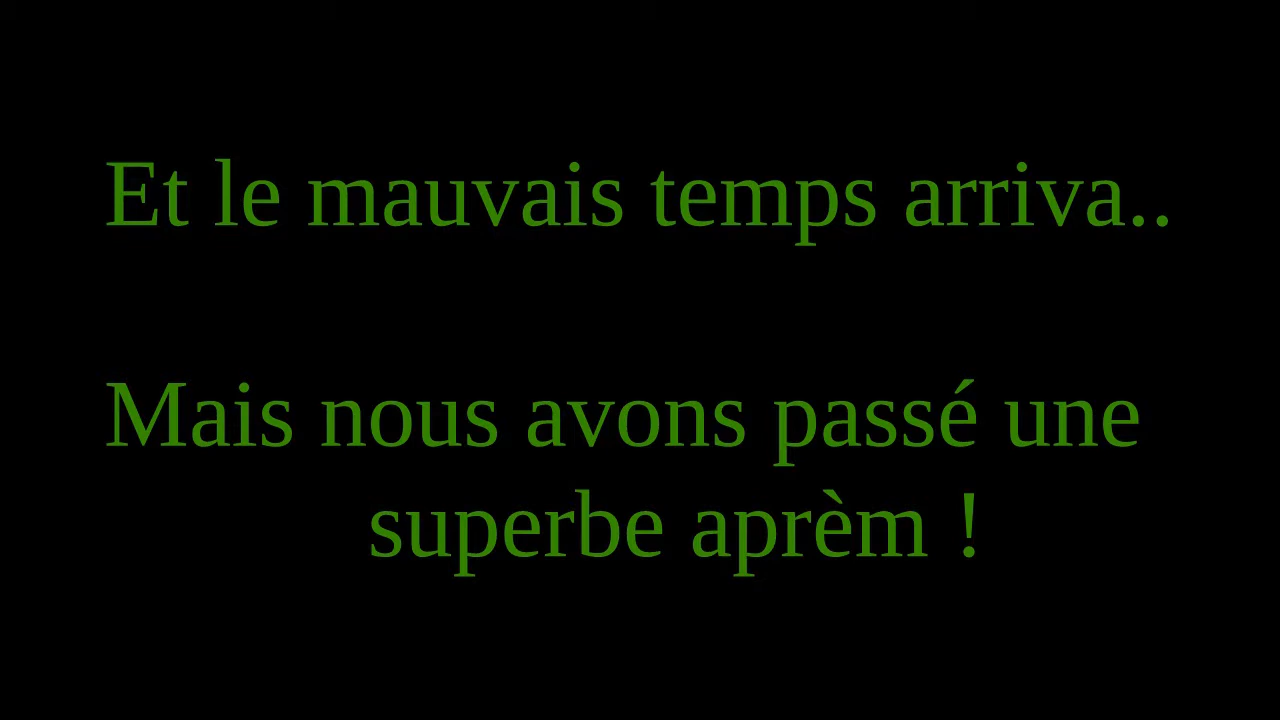 Et le mauvais temps arriva..
Mais nous avons passé une
superbe aprèm !